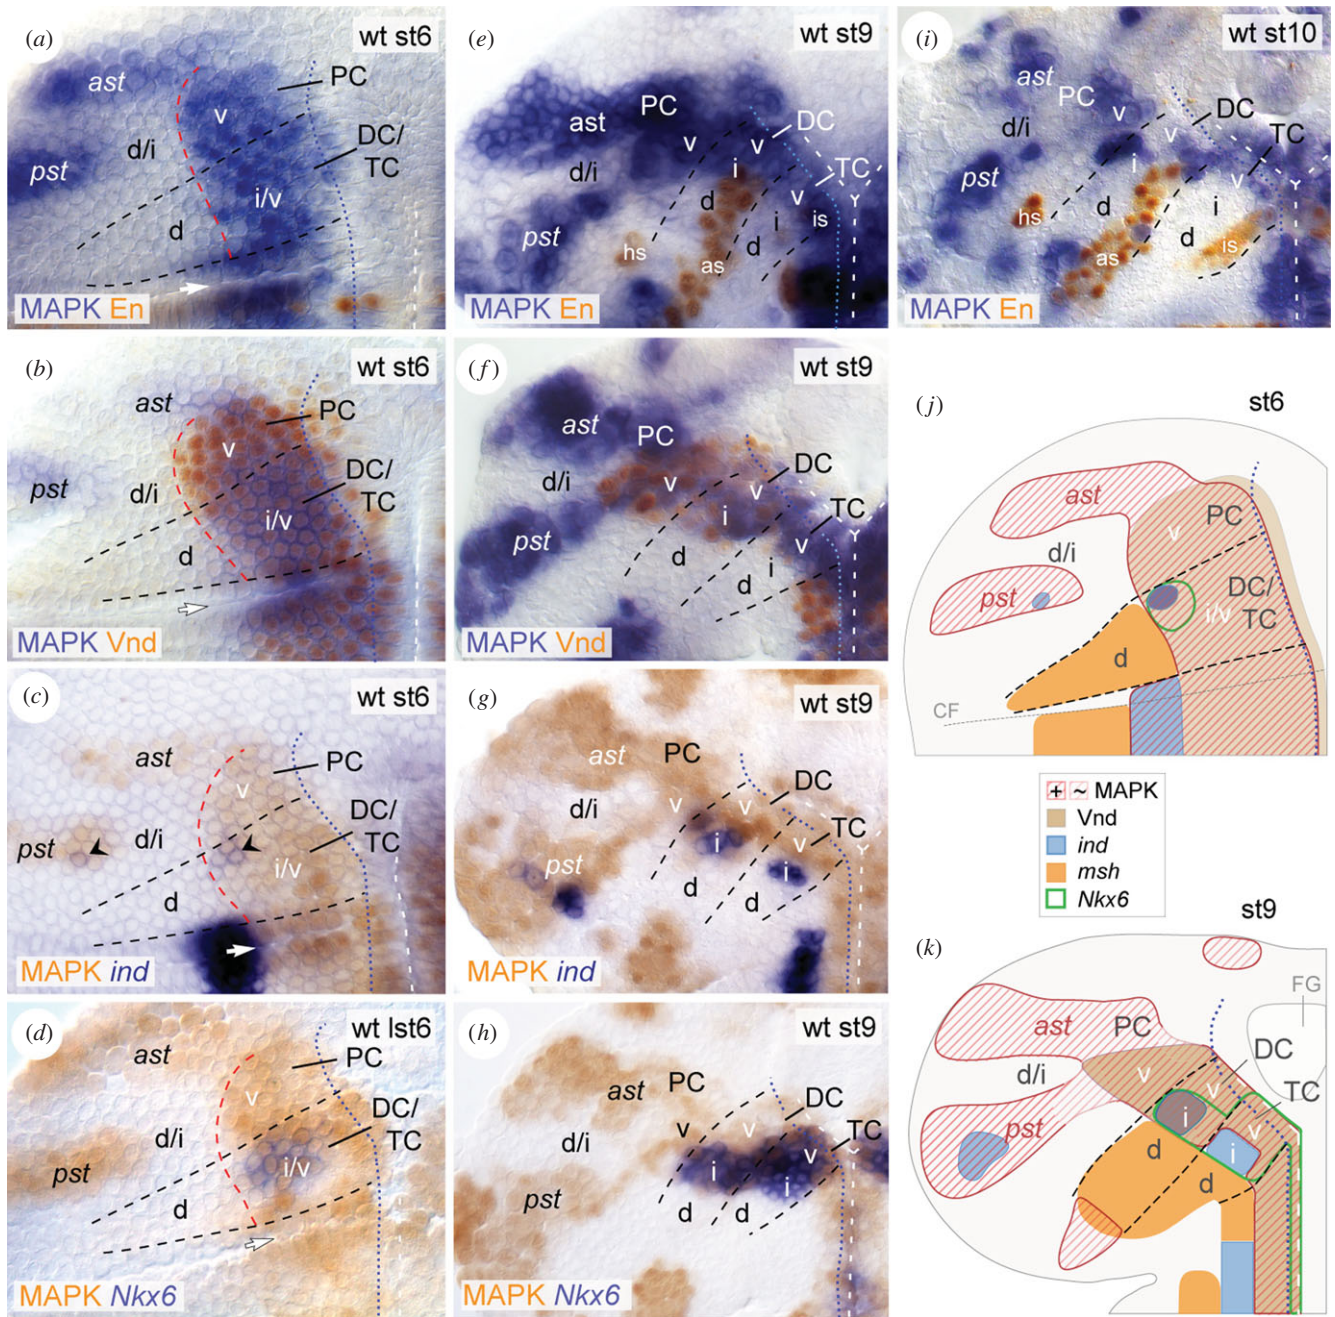 (a)
wt st6
ast
PC
v
d/i
DC/
TC
pst
i/v
d
MAPK En
(b)
wt st6
ast
PC
v
d/i
DC/
TC
pst
i/v
d
MAPK Vnd
(c)
wt st6
ast
PC
v
d/i
DC/
TC
pst
i/v
d
MAPK ind
(d)
wt lst6
ast
PC
v
d/i
DC/
TC
pst
i/v
d
MAPK Nkx6
(e)
wt st9
ast
PC
DC
v
v
d/i
i
TC
d
v
pst
i
is
hs
d
as
MAPK En
(f)
wt st9
ast
PC
DC
v
v
d/i
i
TC
pst
d
v
d
i
MAPK Vnd
(g)
wt st9
ast
PC
DC
v
v
d/i
TC
i
v
pst
i
d
d
MAPK ind
(h)
wt st9
ast
PC
DC
v
v
d/i
TC
i
v
i
pst
d
d
MAPK Nkx6
(i)
wt st10
ast
PC
DC
v
v
d/i
TC
i
pst
v
d
i
hs
d
as
is
MAPK En
(j)
st6
ast
PC
v
d/i
DC/
TC
pst
i/v
d
CF
+ ~ MAPK
Vnd
ind
msh
Nkx6
st9
(k)
FG
ast
PC
DC
v
v
d/i
TC
i
v
pst
i
d
d